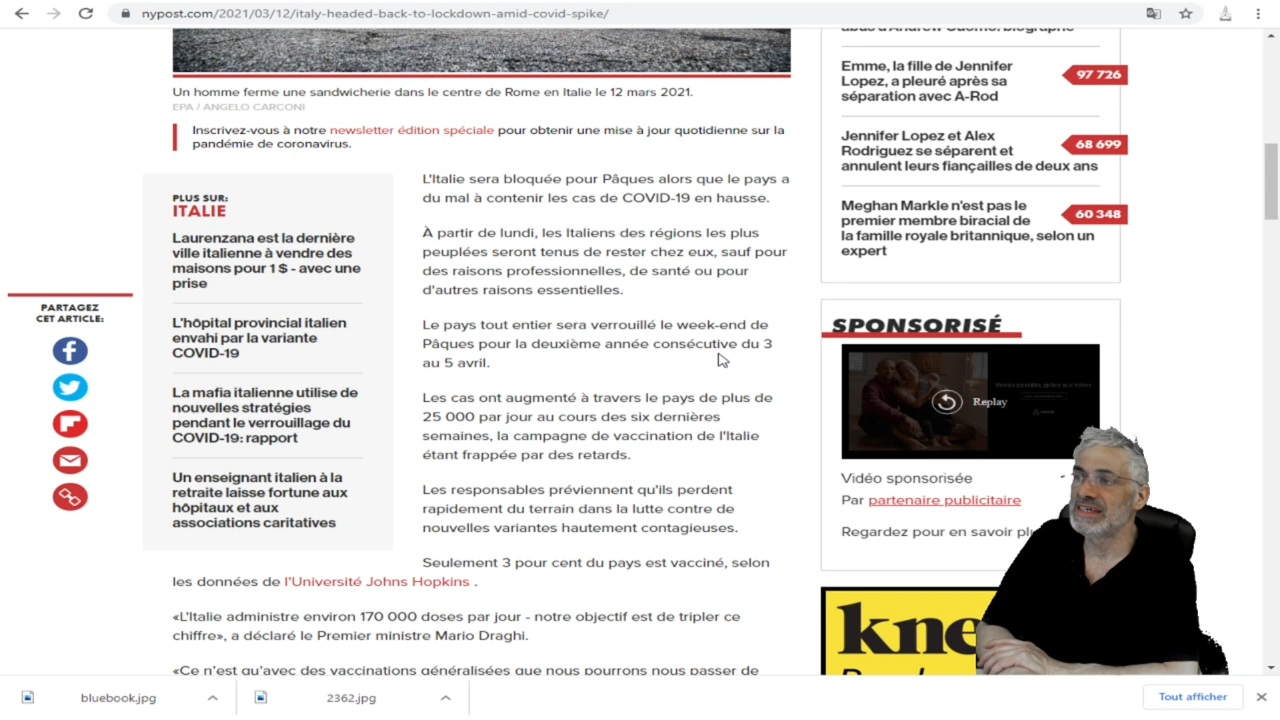 nypost.com/2021/03/12/italy-headed-back-to-lockdown-amid-covid-spike/
Un homme ferme une sandwicherie dans le centre de Rome en Italie le 12 mars 2021.
EPA / ANGELO CARCONI
Inscrivez-vous à notre newsletter édition spéciale pour obtenir une mise à jour quotidienne sur la
pandémie de coronavirus.
PARTAGEZ
CET ARTICLE:
PLUS SUR:
ITALIE
Laurenzana est la dernière
ville italienne à vendre des
maisons pour 1 $ - avec une
prise
L'hôpital provincial italien
envahi par la variante
COVID-19
La mafia italienne utilise de
nouvelles stratégies
pendant le verrouillage du
COVID-19: rapport
Un enseignant italien à la
retraite laisse fortune aux
hôpitaux et aux
associations caritatives
L'Italie sera bloquée pour Pâques alors que le pays a
du mal à contenir les cas de COVID-19 en hausse.
À partir de lundi, les Italiens des régions les plus
peuplées seront tenus de rester chez eux, sauf pour
des raisons professionnelles, de santé ou pour
d'autres raisons essentielles.
Le pays tout entier sera verrouillé le week-end de
Pâques pour la deuxième année consécutive du 3
au 5 avril.
Les cas ont augmenté à travers le pays de plus de
25 000 par jour au cours des six dernières
semaines, la campagne de vaccination de l'Italie
étant frappée par des retards.
Les responsables préviennent qu'ils perdent
rapidement du terrain dans la lutte contre de
nouvelles variantes hautement contagieuses.
Seulement 3 pour cent du pays est vacciné, selon
les données de l'Université Johns Hopkins .
«L'Italie administre environ 170 000 doses par jour - notre objectif est de tripler ce
chiffre», a déclaré le Premier ministre Mario Draghi.
«Ce n'est qu'avec des vaccinations généralisées que nous pourrons nous passer de
abus d'Andrew Cuomo: biographe
Emme, la fille de Jennifer
Lopez, a pleuré après sa
séparation avec A-Rod
97 726
Jennifer Lopez et Alex
Rodriguez se séparent et
annulent leurs fiançailles de deux ans
68 699
Meghan Markle n'est pas le
premier membre biracial de
la famille royale britannique, selon un
expert
60 348
SPONSORISÉ
Replay
Vidéo sponsorisée
Par partenaire publicitaire
Regardez pour en savoir pl
kne
bluebook.jpg
2362.jpg
Tout afficher